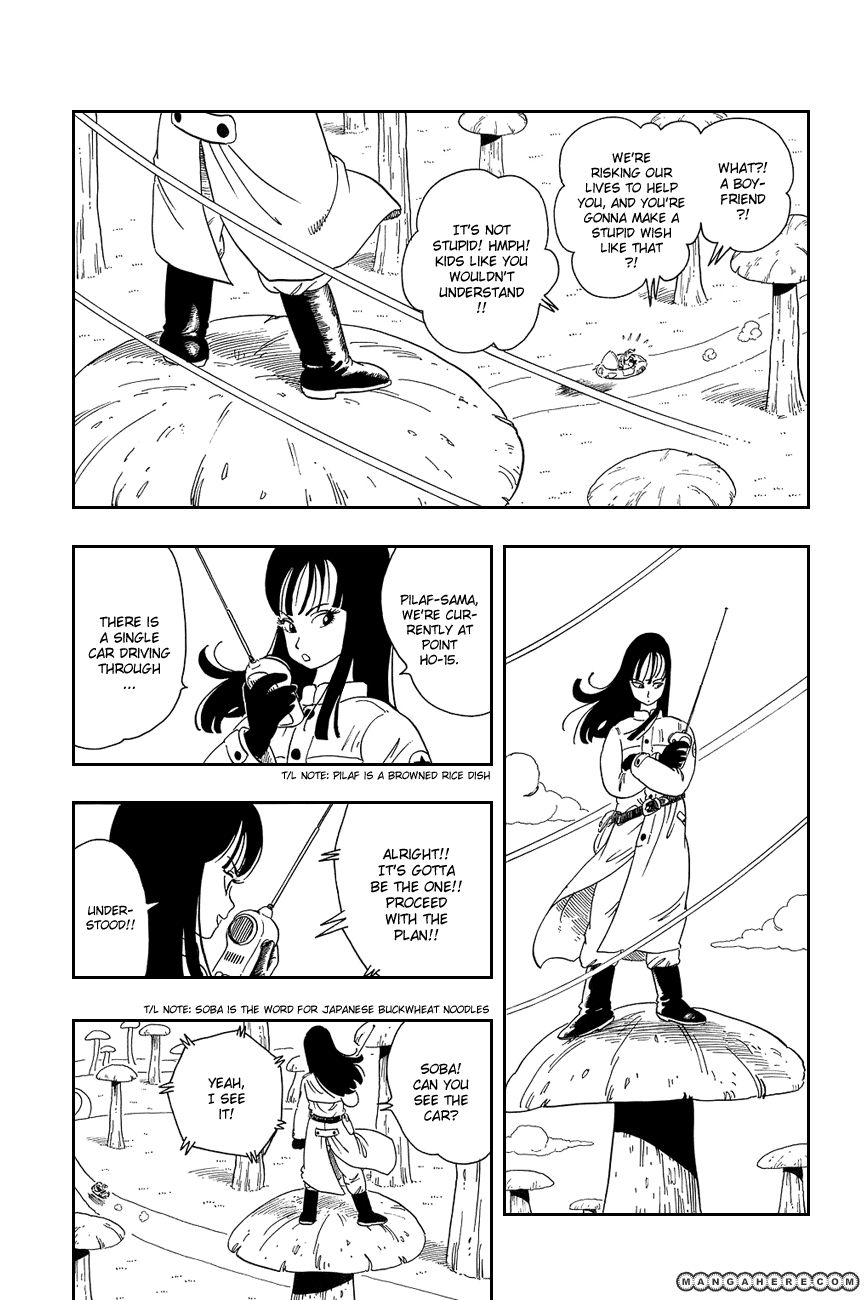 WHAT?!
A BOY-
FRIEND
?!
WE'RE
RISKING OUR
LIVES TO HELP
YOU, AND YOU'RE
GONNA MAKE A
STUPID WISH
LIKE THAT
?!
IT'S NOT
STUPID! HMPH!
KIDS LIKE YOU
WOULDN'T
UNDERSTAND
!!
PILAF-SAMA,
WE'RE CUR-
RENTLY AT
POINT
HO-15.
THERE IS
A SINGLE
CAR DRIVING
THROUGH
...
T/L NOTE: PILAF IS A BROWNED RICE DISH
ALRIGHT!!
IT'S GOTTA
BE THE ONE!!
PROCEED
WITH THE
PLAN!!
UNDER-
STOOD!!
T/L NOTE: SOBA IS THE WORD FOR JAPANESE BUCKWHEAT NOODLES
SOBA!
CAN YOU
SEE THE
CAR?
YEAH,
I SEE
IT!
MANGAHERE.COM